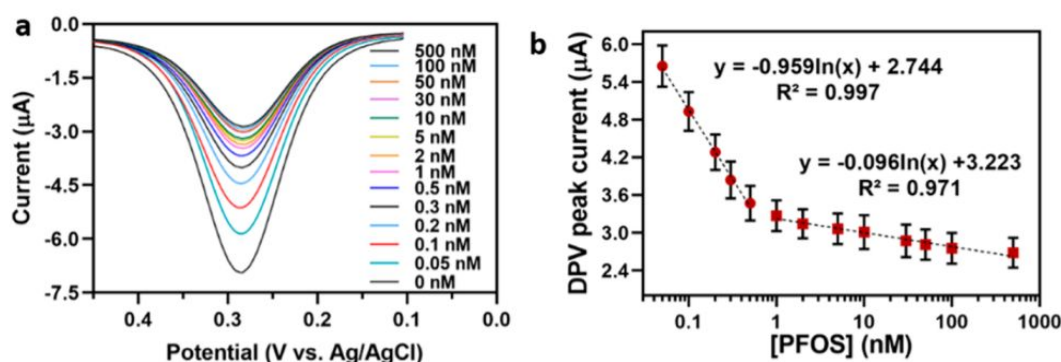 a
0.0
-1.5
-3.0
-4.5
-6.0
-7.5
Current (µA)
0.4 0.3 0.2 0.1 0.0
Potential (V vs. Ag/AgCl)
500 nM
100 nM
50 nM
30 nM
10 nM
5 nM
2 nM
1 nM
0.5 nM
0.3 nM
0.2 nM
0.1 nM
0.05 nM
0 nM
b
6.0
5.4
4.8
4.2
3.6
3.0
2.4
DPV peak current (µA)
y = -0.959ln(x) + 2.744
R² = 0.997
y = -0.096ln(x) +3.223
R² = 0.971
0.1 1 10 100 1000
[PFOS] (nM)